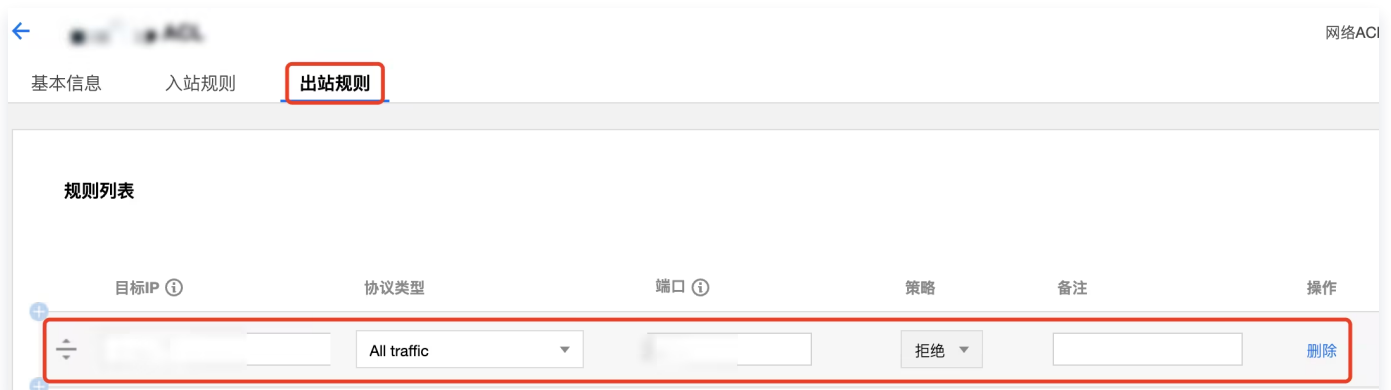 ACL
网络ACL
基本信息 入站规则 出站规则
规则列表
目标IP 协议类型 端口 策略 备注 操作
All traffic 拒绝 删除